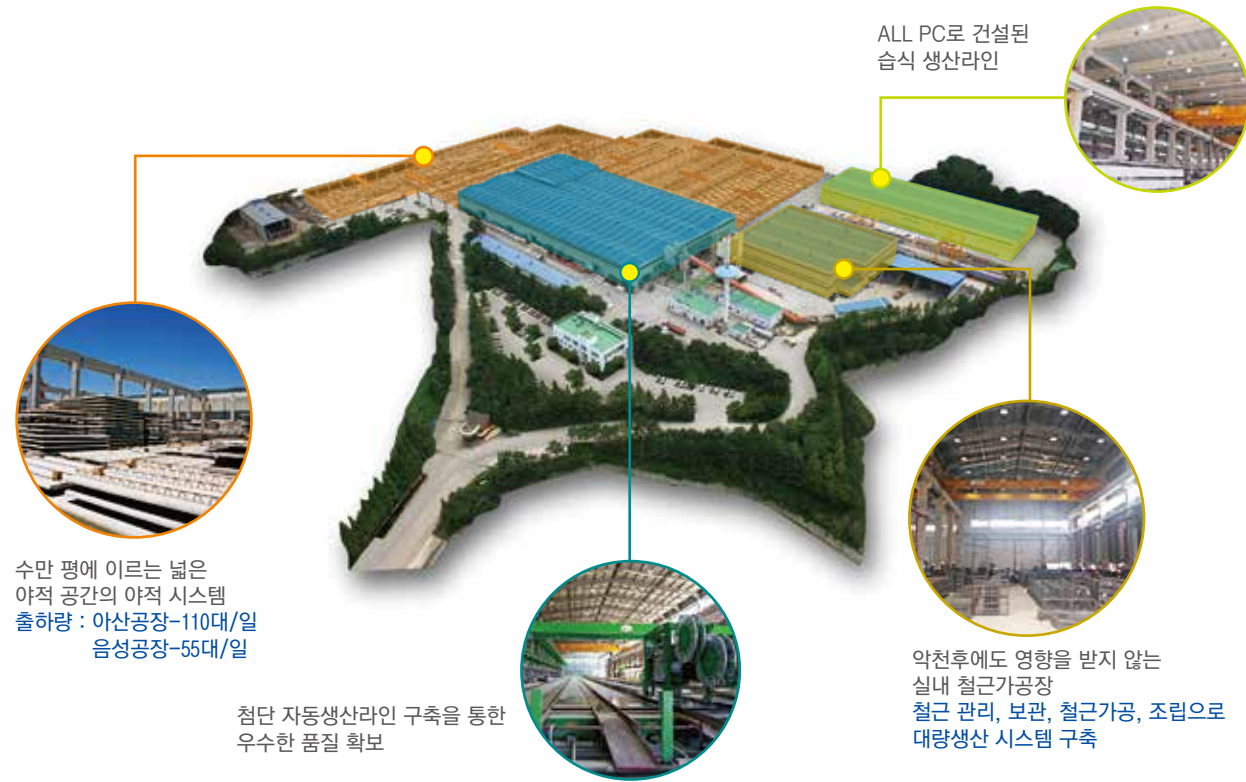 ALL PC로 건설된
습식 생산라인
수만 평에 이르는 넓은
야적 공간의 야적 시스템
출하량 : 아산공장-110대/일
음성공장-55대/일
첨단 자동생산라인 구축을 통한
우수한 품질 확보
악천후에도 영향을 받지 않는
실내 철근가공장
철근 관리, 보관, 철근가공, 조립으로
대량생산 시스템 구축